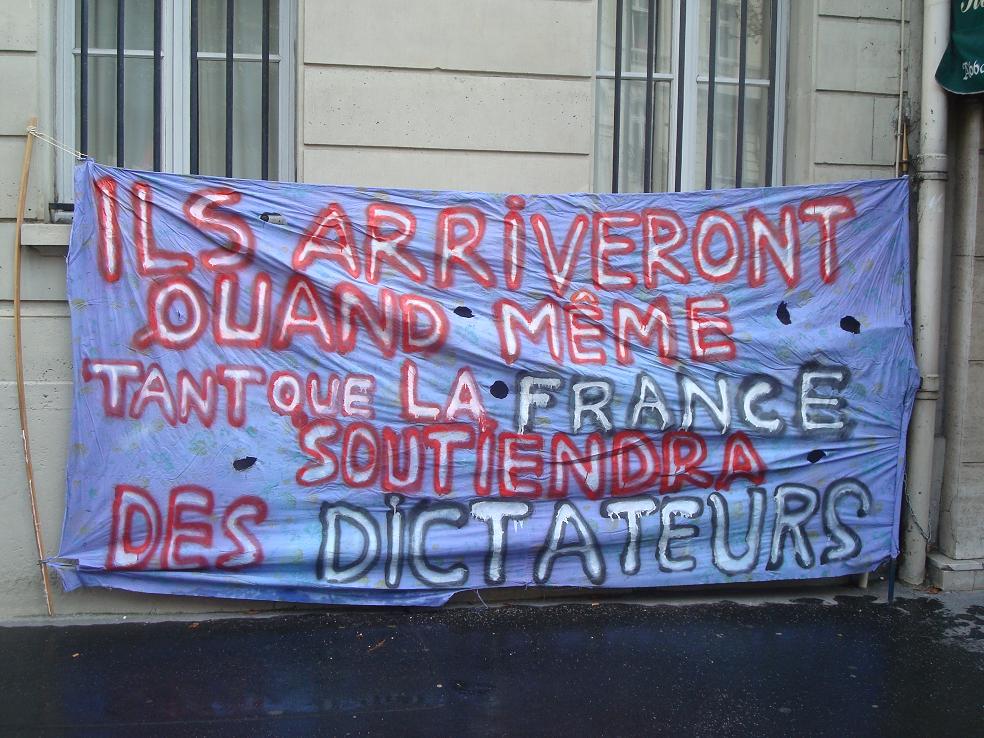 ILS ARRIVERONT
QUAND MÊME
TANT QUE LA FRANCE
SOUTIENDRA
DES DICTATEURS